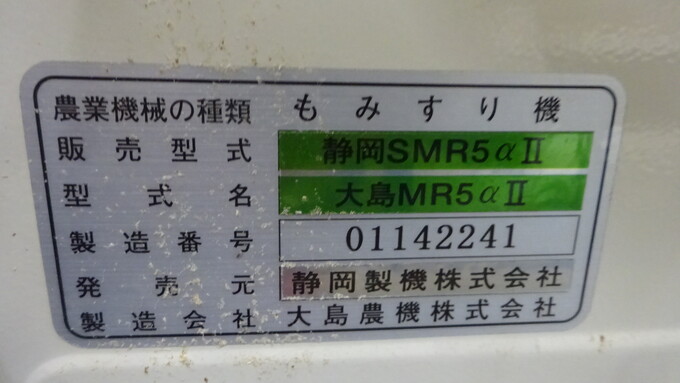 農業機械の種類 もみすり機
販売型式 静岡SMR5αⅡ
型式名 大島MR5αⅡ
製造番号 01142241
発売元 静岡製機株式会社
製造会社 大島農機株式会社